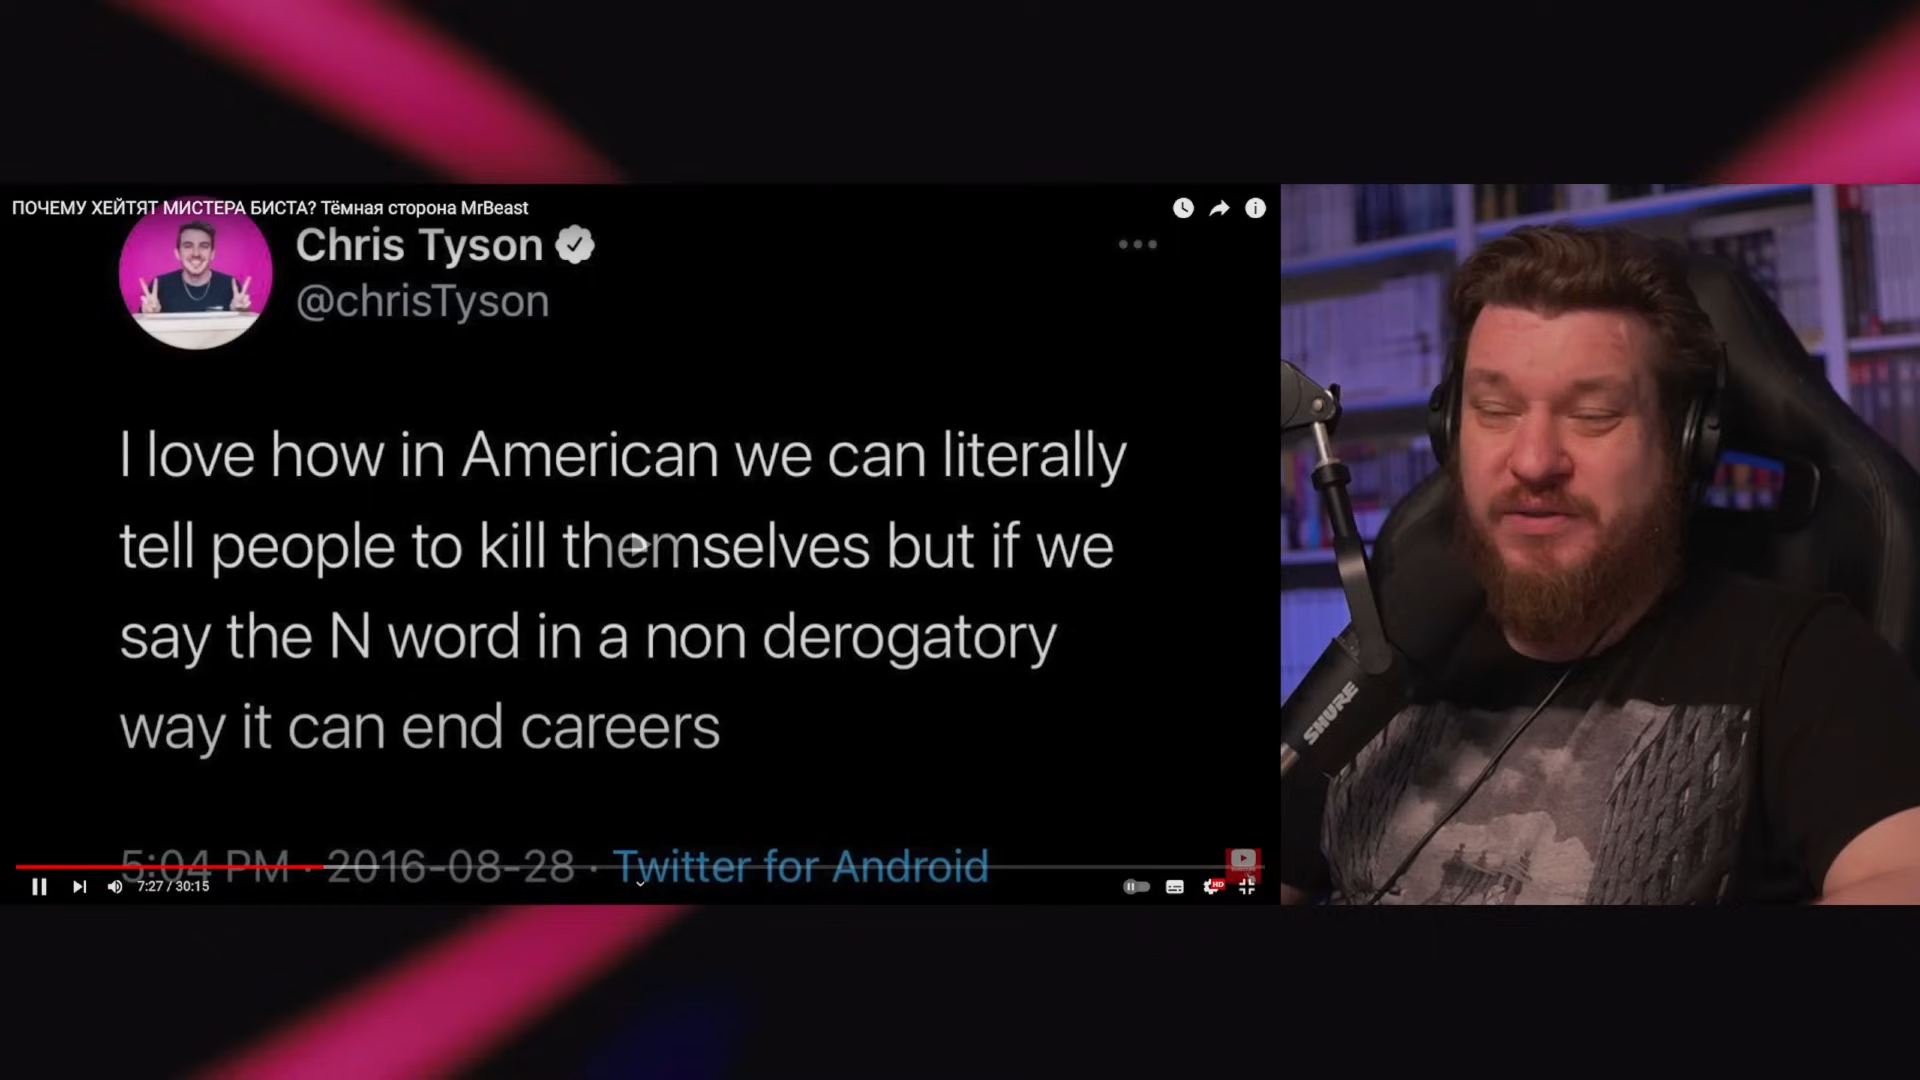 ПОЧЕМУ ХЕЙТЯТ МИСТЕРА БИСТА? Тёмная сторона MrBeast
Chris Tyson
@chrisTyson
I love how in American we can literally
tell people to kill themselves but if we
say the N word in a non derogatory
way it can end careers
5:04 PM · 2016-08-28 · Twitter for Android
7:27 / 30:15
HD
SHURE